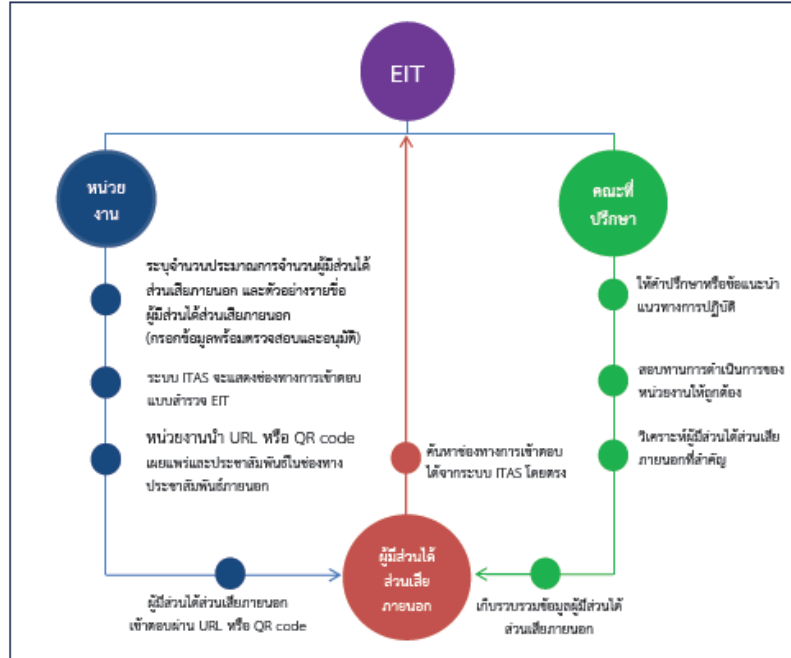 EIT
หน่วย
งาน
คณะที่
ปรึกษา
ระบุจำนวนประมาณการจำนวนผู้มีส่วนได้
ส่วนเสียภายนอก และตัวอย่างรายชื่อ
ผู้มีส่วนได้ส่วนเสียภายนอก
(กรอกข้อมูลพร้อมตรวจสอบและอนุมัติ)
ระบบ ITAS จะแสดงช่องทางการเข้าตอบ
แบบสำรวจ EIT
หน่วยงานนำ URL หรือ QR code
เผยแพร่และประชาสัมพันธ์ในช่องทาง
ประชาสัมพันธ์ภายนอก
ผู้มีส่วนได้ส่วนเสียภายนอก
เข้าตอบผ่าน URL หรือ QR code
ค้นหาช่องทางการเข้าตอบ
ได้จากระบบ ITAS โดยตรง
ผู้มีส่วนได้
ส่วนเสีย
ภายนอก
ให้คำปรึกษาหรือข้อแนะนำ
แนวทางการปฏิบัติ
สอบทานการดำเนินการของ
หน่วยงานให้ถูกต้อง
วิเคราะห์ผู้มีส่วนได้ส่วนเสีย
ภายนอกที่สำคัญ
เก็บรวบรวมข้อมูลผู้มีส่วนได้
ส่วนเสียภายนอก